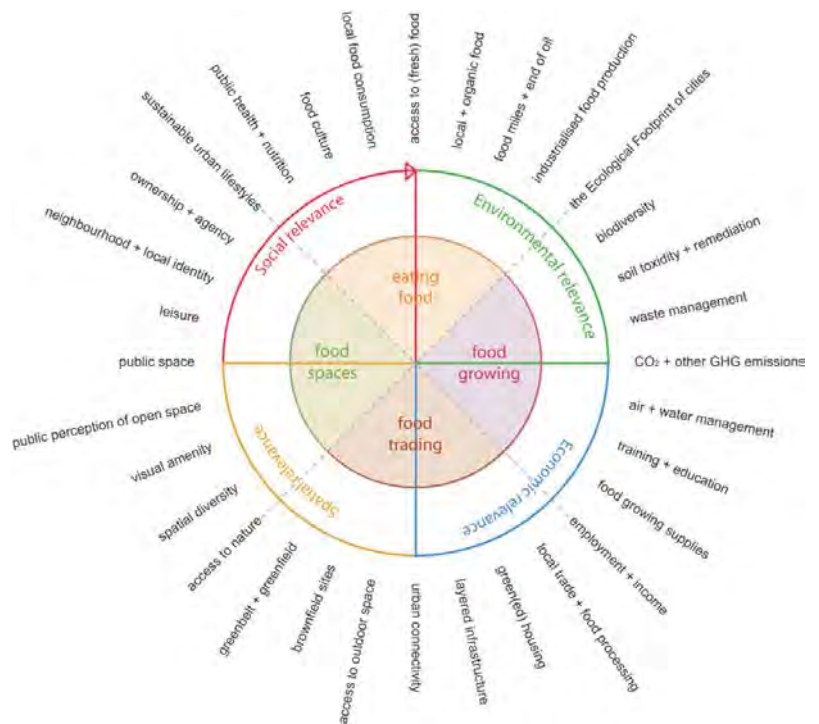 access to (fresh) food
local + organic food
food miles + end of oil
industrialised food production
the Ecological Footprint of cities
biodiversity
soil toxicity + remediation
waste management
CO₂ + other GHG emissions
air + water management
training + education
food growing supplies
employment + income
local trade + food processing
green(ed) housing
layered infrastructure
urban connectivity
access to outdoor space
brownfield sites
greenbelt + greenfield
access to nature
spatial diversity
visual amenity
public perception of open space
public space
leisure
neighbourhood + local identity
ownership + agency
sustainable urban lifestyles
public health + nutrition
food culture
local food consumption
Social relevance
Environmental relevance
Economic relevance
Spatial relevance
eating
food
food
growing
food
trading
food
spaces